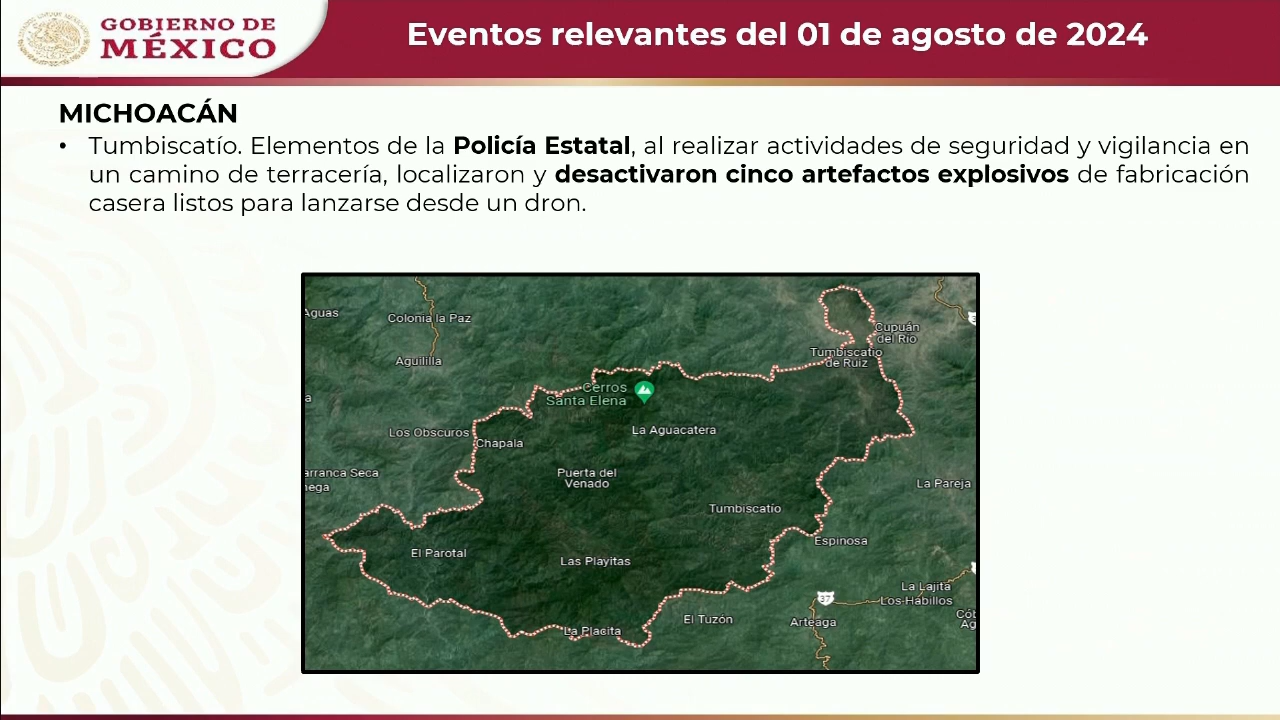 GOBIERNO DE
MÉXICO
Eventos relevantes del 01 de agosto de 2024
MICHOACÁN
• Tumbiscatío. Elementos de la Policía Estatal, al realizar actividades de seguridad y vigilancia en
un camino de terracería, localizaron y desactivaron cinco artefactos explosivos de fabricación
casera listos para lanzarse desde un dron.
Aguas
Colonia la Paz
Cupuán
del Río
Aguililla
Tumbiscatio
de Ruiz
Cerros
Santa Elena
La Aguacatera
Los Obscuros
Chapala
arranca Seca
Puerta del
Venado
La Pareja
Tumbiscatío
Espinosa
El Parotal
Las Playitas
La Lajita
37
Los Habillos
El Tuzón
Arteaga
La Placita